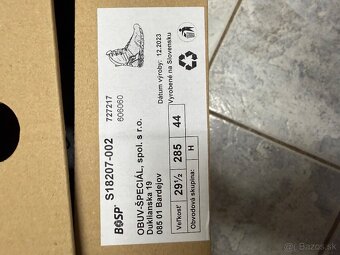 BOSP S18207-002
727217
606060
OBUV-ŠPECIÁL, spol. s r.o.
Duklianska 19
085 01 Bardejov
Dátum výroby: 12.2023
Vyrobené na Slovensku
Veľkosť 29½ 285 44
Obvodová skupina: H
bazos.sk